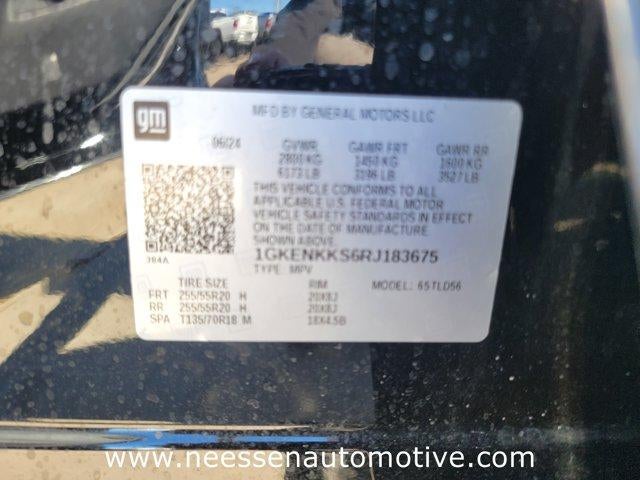 gm
MFD BY GENERAL MOTORS LLC
06/24 GVWR GAWR FRT GAWR RR
2800 KG 1450 KG 1600 KG
6173 LB 3196 LB 3527 LB
THIS VEHICLE CONFORMS TO ALL
APPLICABLE U.S. FEDERAL MOTOR
VEHICLE SAFETY STANDARDS IN EFFECT
ON THE DATE OF MANUFACTURE
SHOWN ABOVE.
1GKENKKS6RJ183675
TYPE: MPV
TIRE SIZE RIM MODEL:
FRT 255/55R20 H 20X8J
RR 255/55R20 H 20X8J
SPA T135/70R18 M 18X4.5B
www.neessenautomotive.com